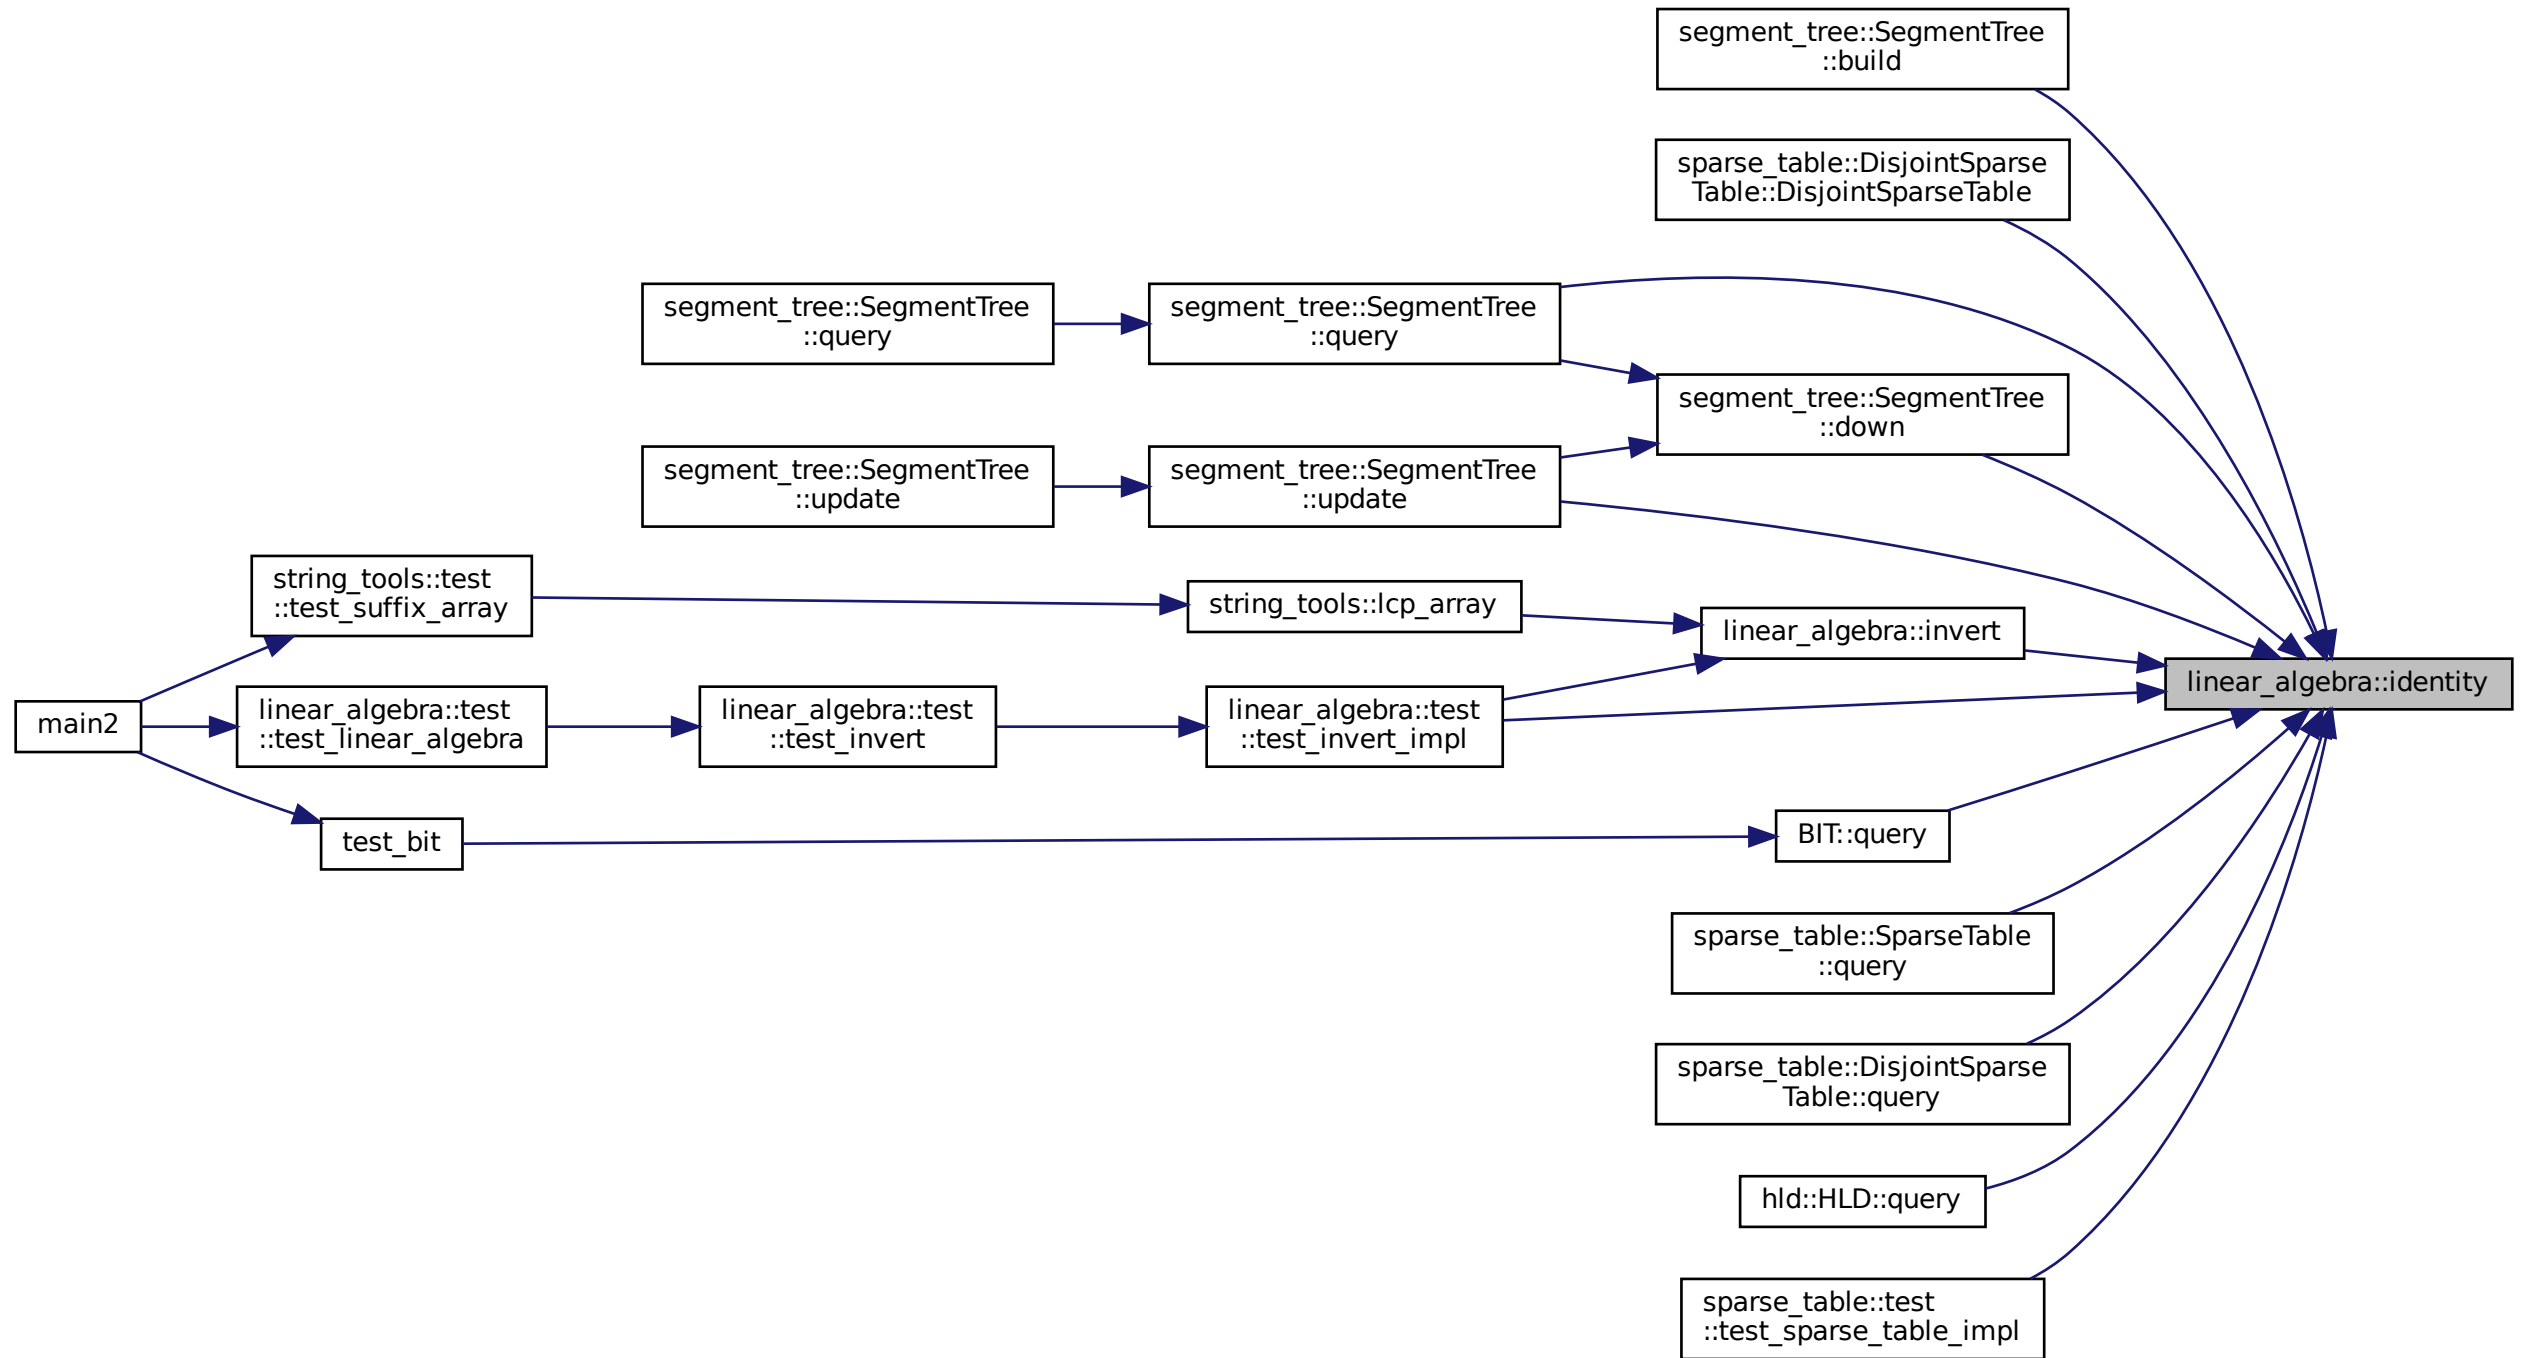 segment_tree::SegmentTree
::build
sparse_table::DisjointSparse
Table::DisjointSparseTable
segment_tree::SegmentTree
::query
segment_tree::SegmentTree
::query
segment_tree::SegmentTree
::down
segment_tree::SegmentTree
::update
segment_tree::SegmentTree
::update
string_tools::test
::test_suffix_array
string_tools::lcp_array
linear_algebra::invert
linear_algebra::identity
main2
linear_algebra::test
::test_linear_algebra
linear_algebra::test
::test_invert
linear_algebra::test
::test_invert_impl
test_bit
BIT::query
sparse_table::SparseTable
::query
sparse_table::DisjointSparse
Table::query
hld::HLD::query
sparse_table::test
::test_sparse_table_impl